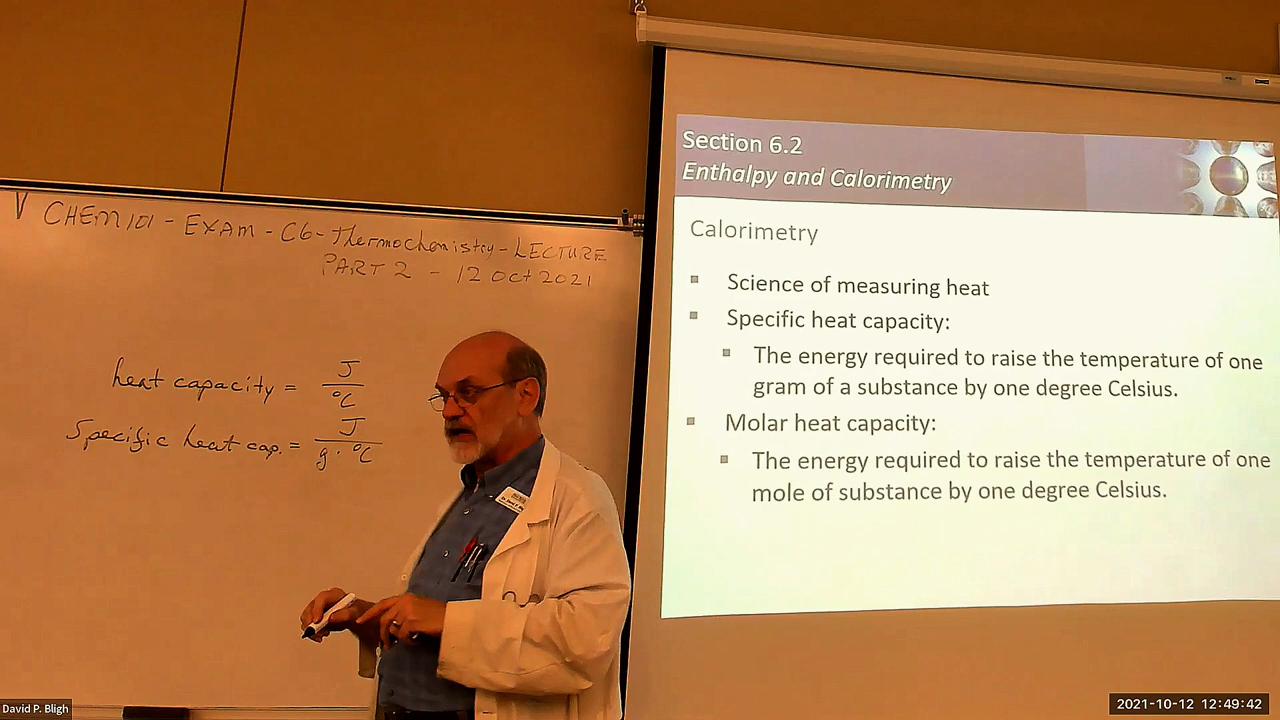 V CHEM 101 - EXAM - C6 - Thermochemistry - LECTURE
PART 2 - 12 Oct 2021
heat capacity = J
°C
Specific heat cap. = J
g · °C
Section 6.2
Enthalpy and Calorimetry
Calorimetry
▪ Science of measuring heat
▪ Specific heat capacity:
▪ The energy required to raise the temperature of one
gram of a substance by one degree Celsius.
▪ Molar heat capacity:
▪ The energy required to raise the temperature of one
mole of substance by one degree Celsius.
David P. Bligh
2021-10-12 12:49:42